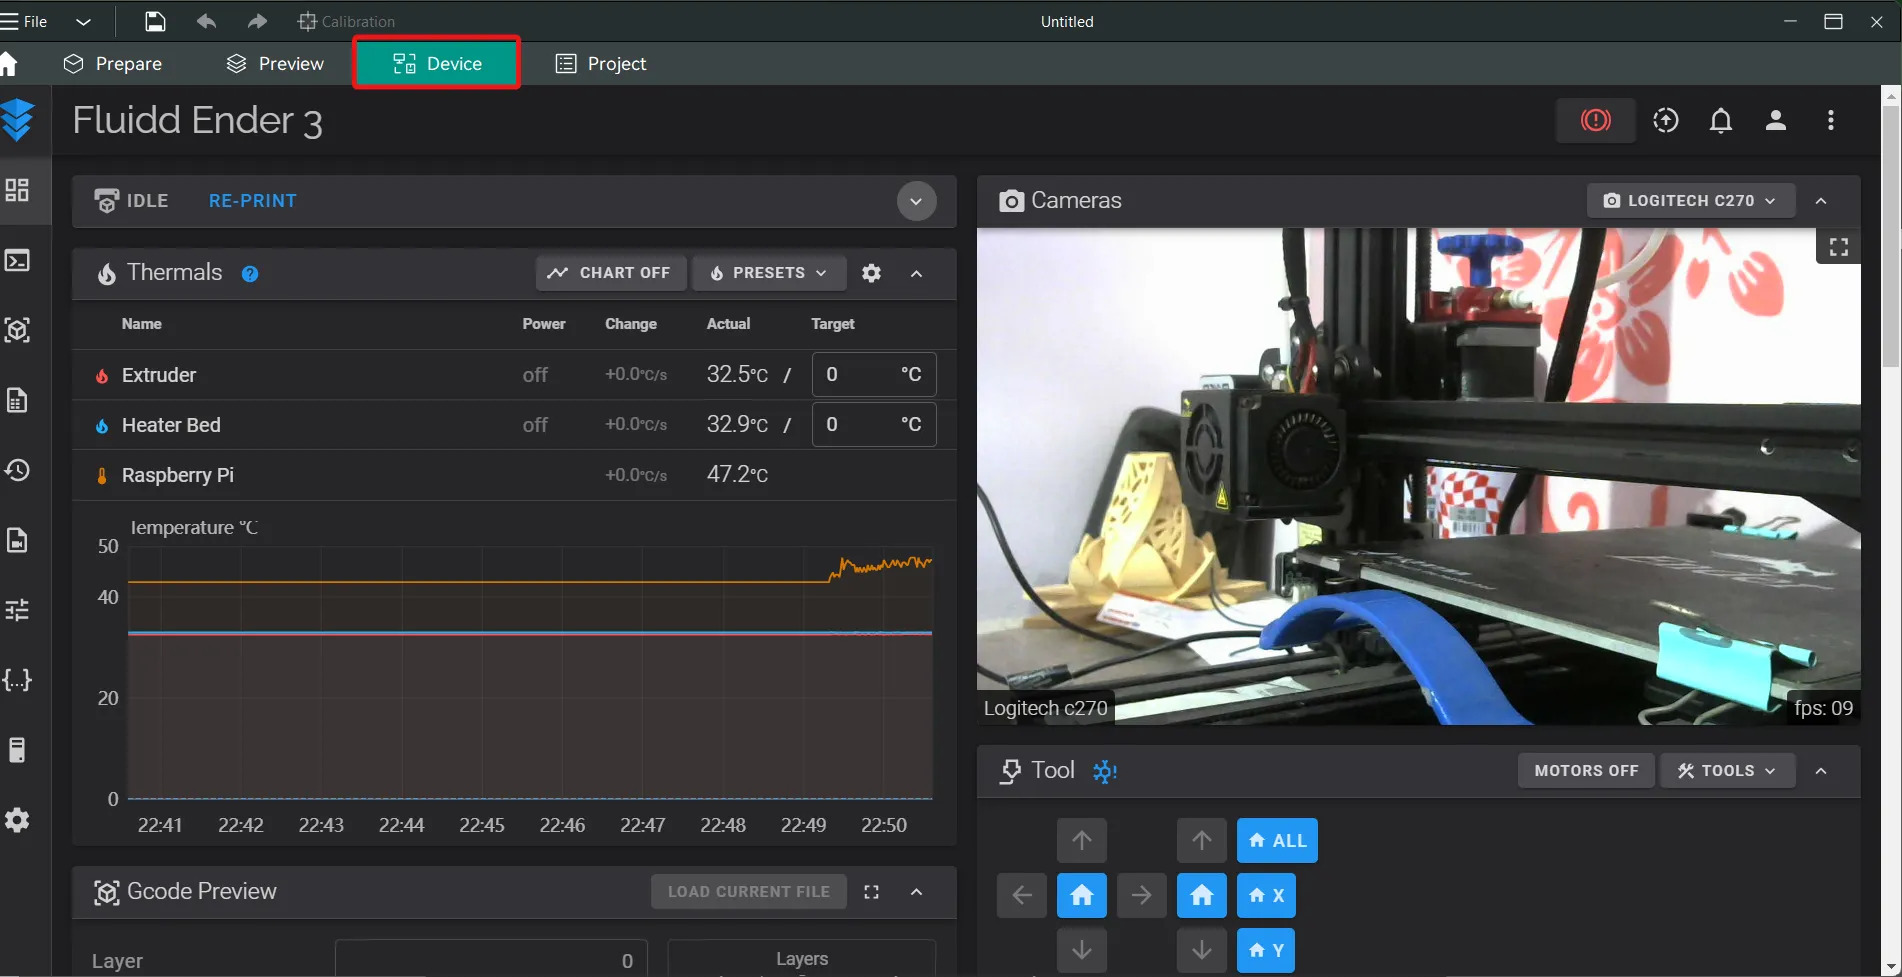 File
Calibration
Untitled
Prepare
Preview
Device
Project
Fluidd Ender 3
IDLE
RE-PRINT
Thermals
CHART OFF
PRESETS
Name Power Change Actual Target
Extruder off +0.0°C/s 32.5°C / 0 °C
Heater Bed off +0.0°C/s 32.9°C / 0 °C
Raspberry Pi +0.0°C/s 47.2°C
Temperature °C
50
40
20
0
22:41 22:42 22:43 22:44 22:45 22:46 22:47 22:48 22:49 22:50
Gcode Preview
LOAD CURRENT FILE
Layer 0
Layers
Cameras
LOGITECH C270
Logitech c270
fps: 09
Tool
MOTORS OFF
TOOLS
ALL
X
Y